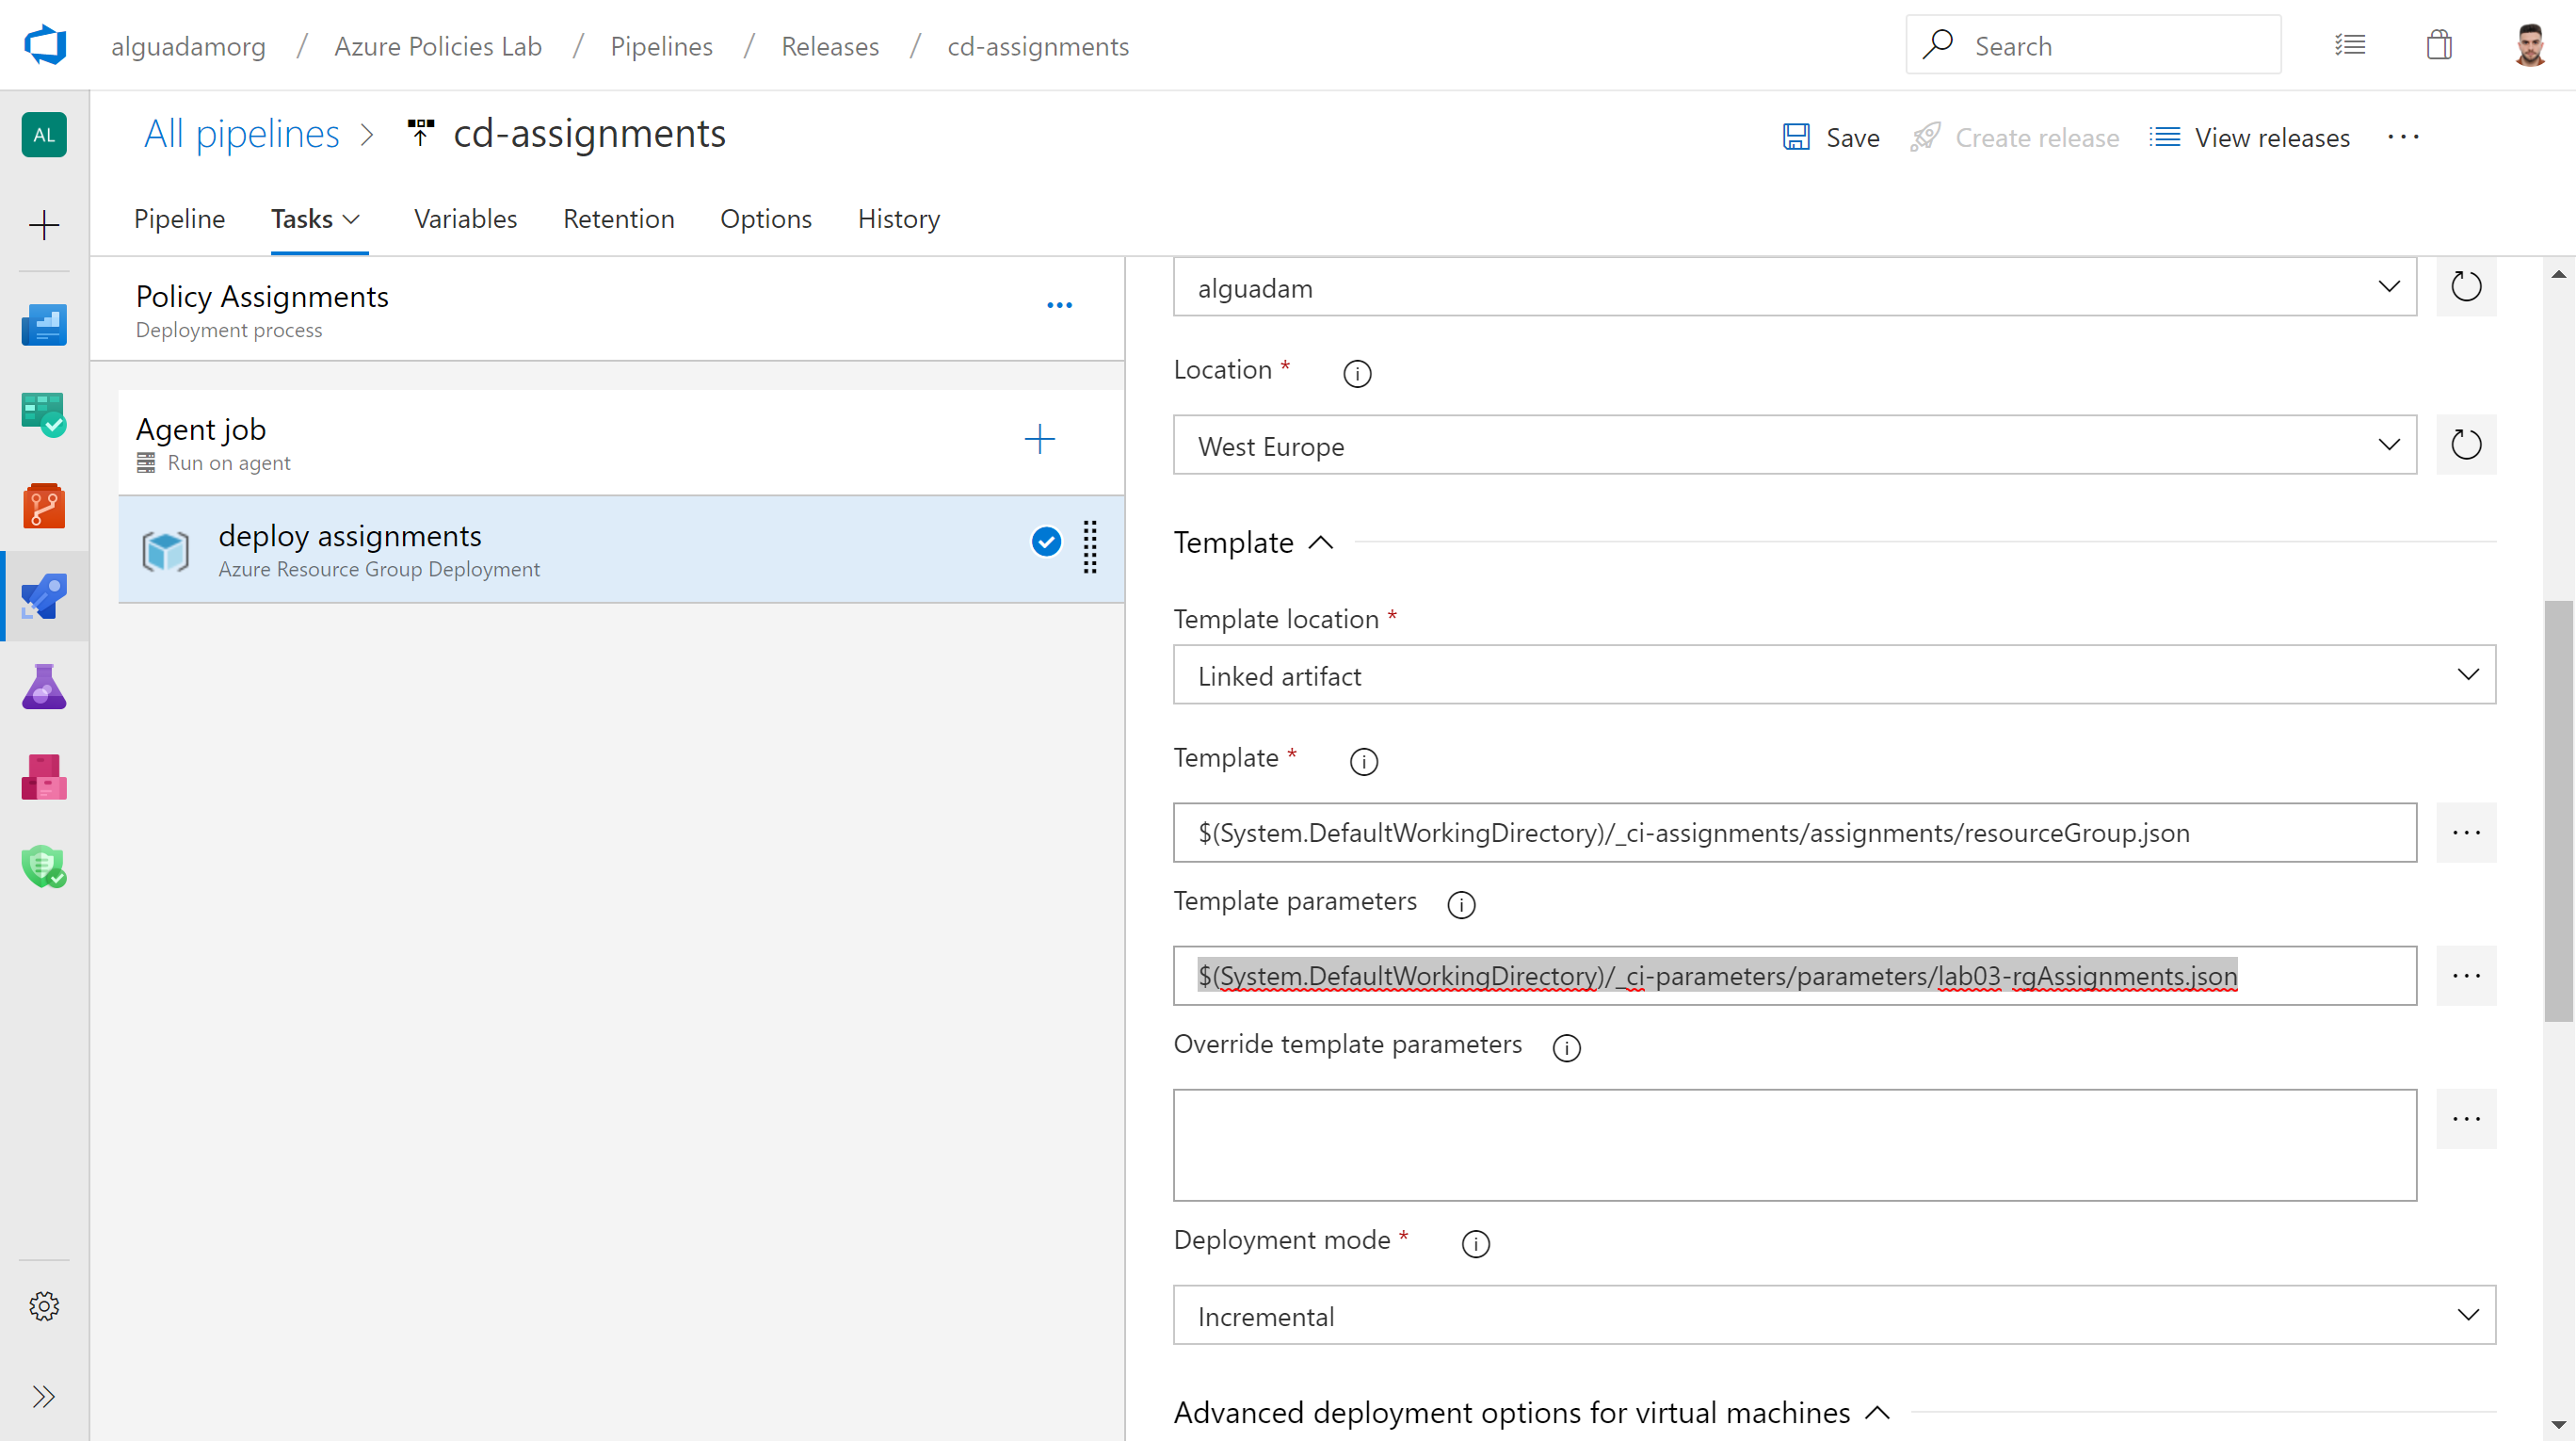 alguadamorg / Azure Policies Lab / Pipelines / Releases / cd-assignments
Search
AL
All pipelines > cd-assignments
Save
Create release
View releases
Pipeline
Tasks
Variables
Retention
Options
History
Policy Assignments
Deployment process
Agent job
Run on agent
deploy assignments
Azure Resource Group Deployment
alguadam
Location *
West Europe
Template
Template location *
Linked artifact
Template *
$(System.DefaultWorkingDirectory)/_ci-assignments/assignments/resourceGroup.json
Template parameters
$(System.DefaultWorkingDirectory)/_ci-parameters/parameters/lab03-rgAssignments.json
Override template parameters
Deployment mode *
Incremental
Advanced deployment options for virtual machines